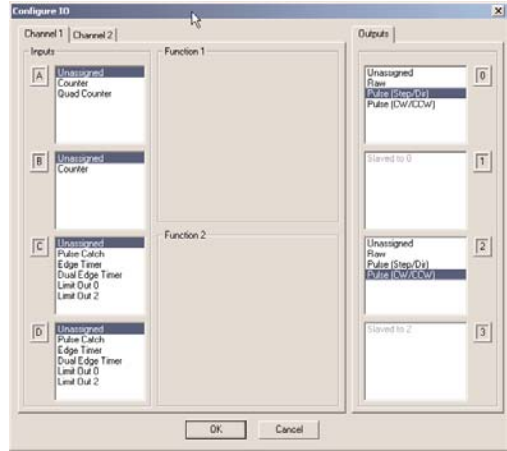 Configure IO
Channel 1
Channel 2
Inputs
A
Unassigned
Counter
Quad Counter
B
Unassigned
Counter
C
Unassigned
Pulse Catch
Edge Timer
Dual Edge Timer
Limit Out 0
Limit Out 2
D
Unassigned
Pulse Catch
Edge Timer
Dual Edge Timer
Limit Out 0
Limit Out 2
Function 1
Function 2
Outputs
Unassigned
Raw
Pulse (Step/Dir)
Pulse (CW/CCW)
0
Slaved to 0
1
Unassigned
Raw
Pulse (Step/Dir)
Pulse (CW/CCW)
2
Slaved to 2
3
OK
Cancel